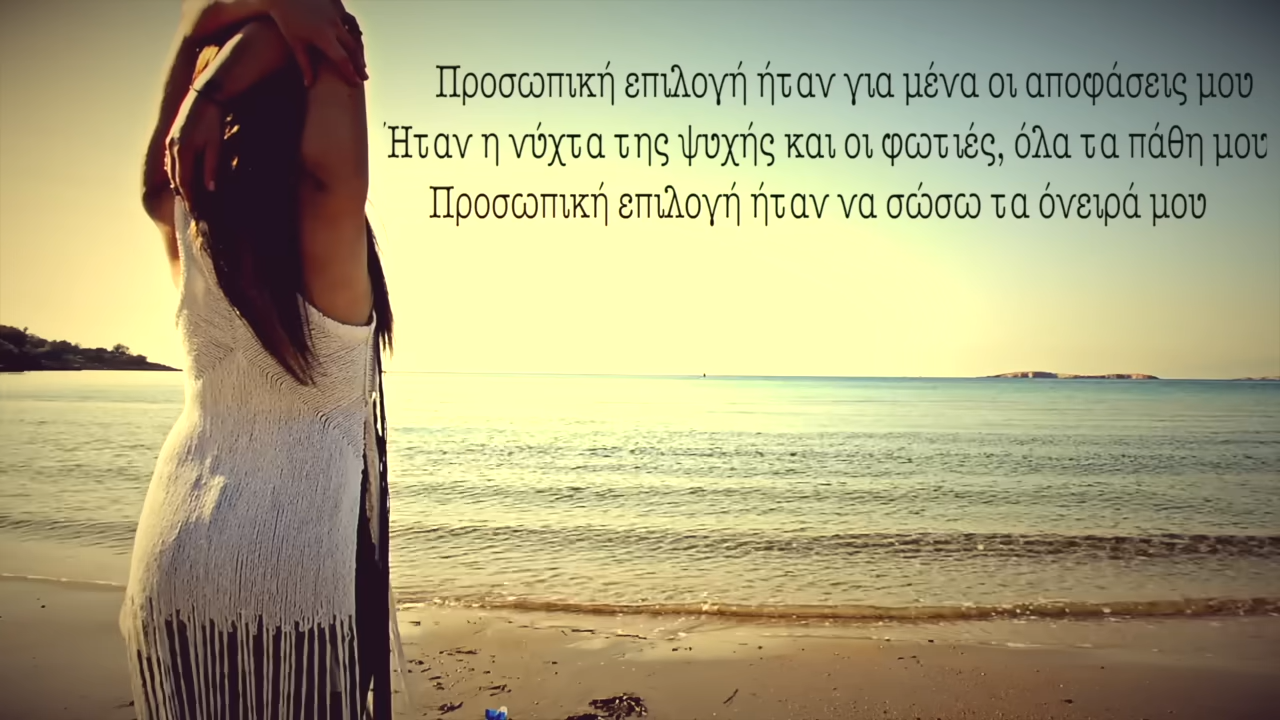 Προσωπική επιλογή ήταν για μένα οι αποφάσεις μου
Ήταν η νύχτα της ψυχής και οι φωτιές, όλα τα πάθη μου
Προσωπική επιλογή ήταν να σώσω τα όνειρά μου